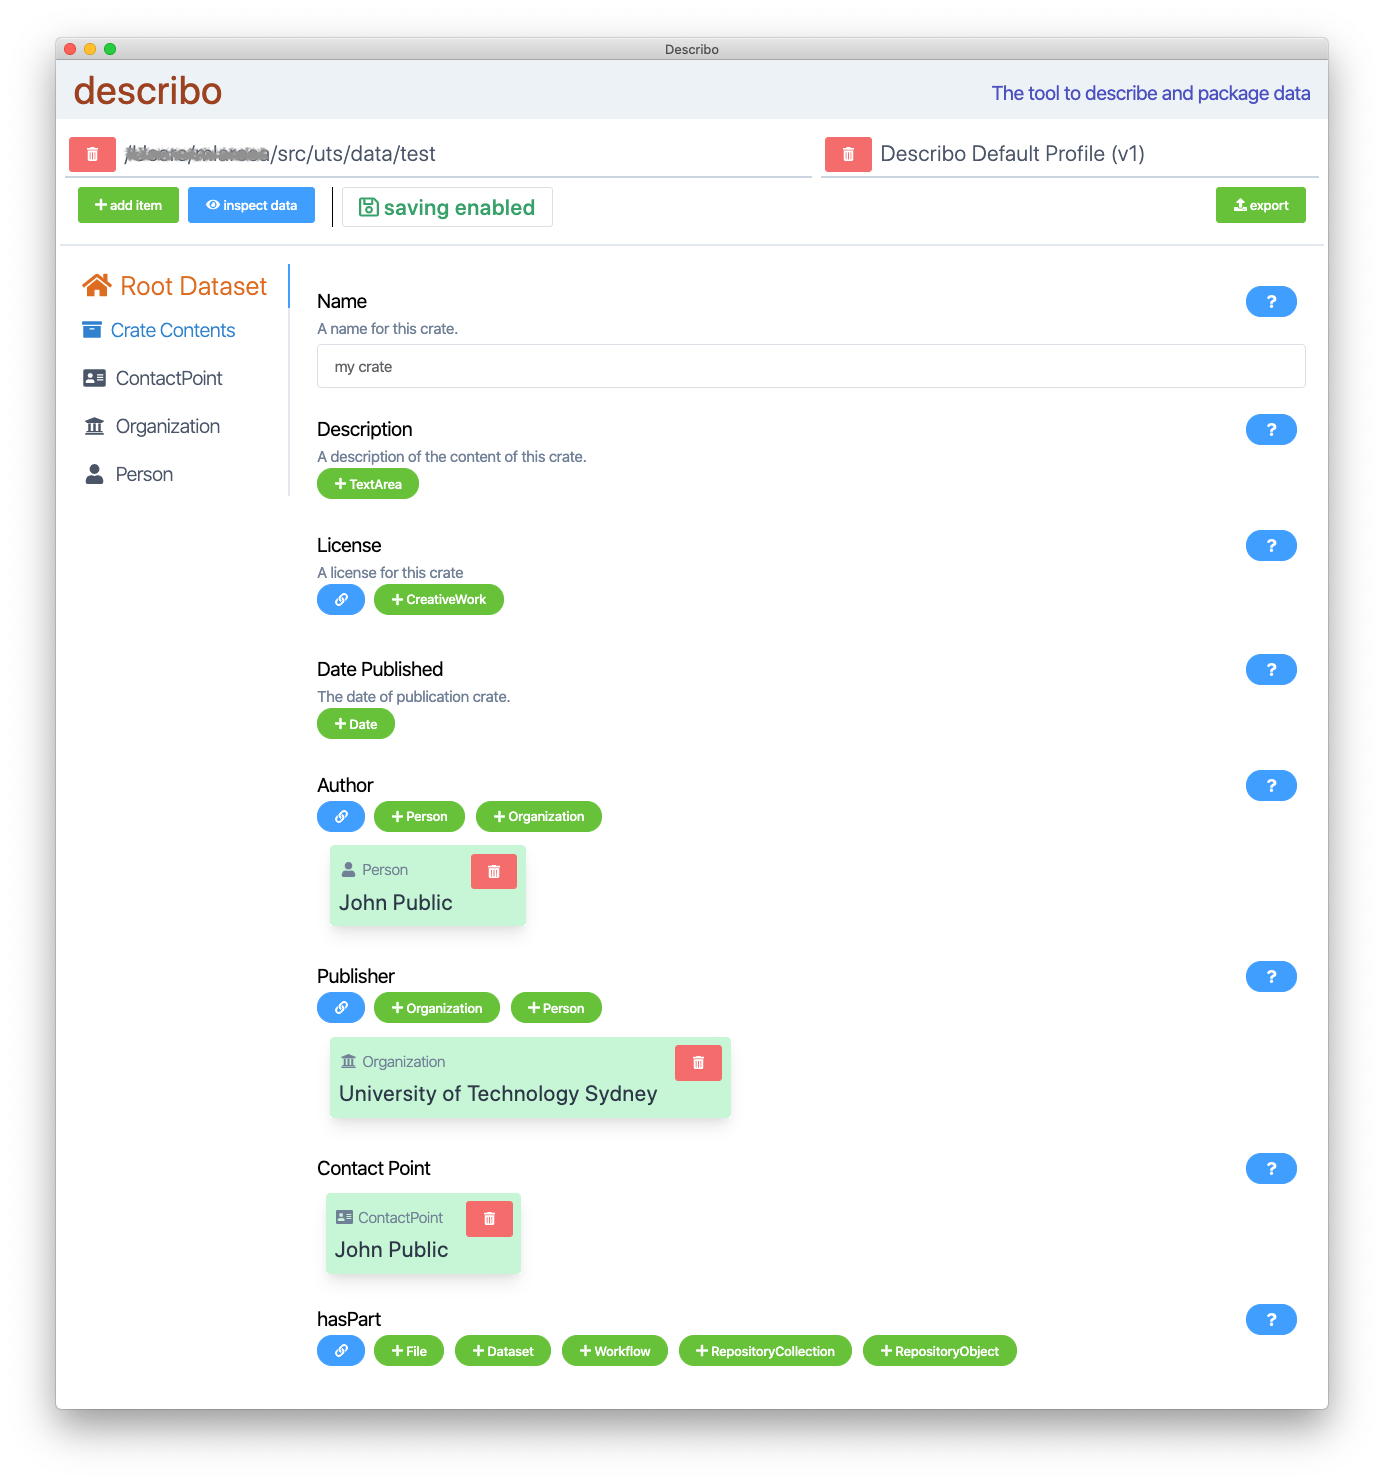 Describo
describo
The tool to describe and package data
/src/uts/data/test
Describo Default Profile (v1)
add item
inspect data
saving enabled
export
Root Dataset
Crate Contents
ContactPoint
Organization
Person
Name
?
A name for this crate.
my crate
Description
?
A description of the content of this crate.
+ TextArea
License
?
A license for this crate
+ CreativeWork
Date Published
?
The date of publication crate.
+ Date
Author
?
+ Person
+ Organization
Person
John Public
Publisher
?
+ Organization
+ Person
Organization
University of Technology Sydney
Contact Point
?
ContactPoint
John Public
hasPart
?
+ File
+ Dataset
+ Workflow
+ RepositoryCollection
+ RepositoryObject